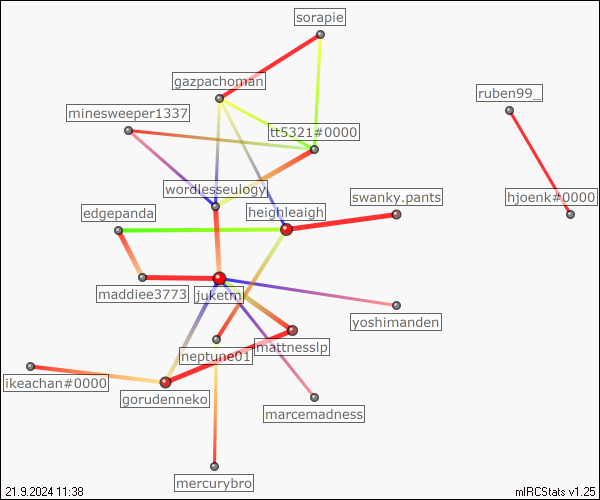 sorapie
gazpachoman
ruben99_
minesweeper1337
tt5321#0000
wordlesseulogy
swanky.pants
hjoenk#0000
edgepanda
heighleaigh
maddiee3773
juketm
yoshimanden
mattnesslp
neptune01
ikeachan#0000
gorudenneko
marcemadness
mercurybro
21.9.2024 11:38
mIRCStats v1.25